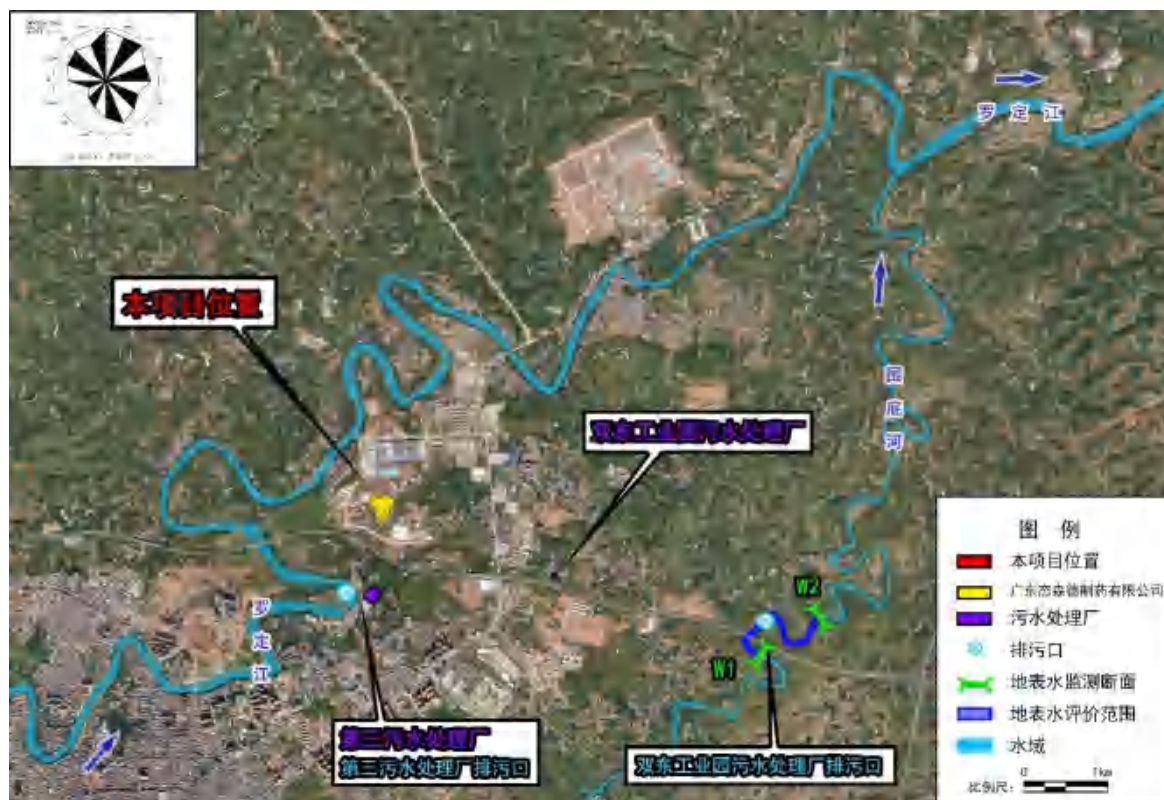 罗定江
本项目位置
园底河
双东工业园污水处理厂
W2
W1
罗定江
第三污水处理厂
第三污水处理厂排污口
双东工业园污水处理厂排污口
图 例
本项目位置
制药有限公司
污水处理厂
排污口
地表水监测断面
地表水评价范围
水域
0 1km
比例尺：